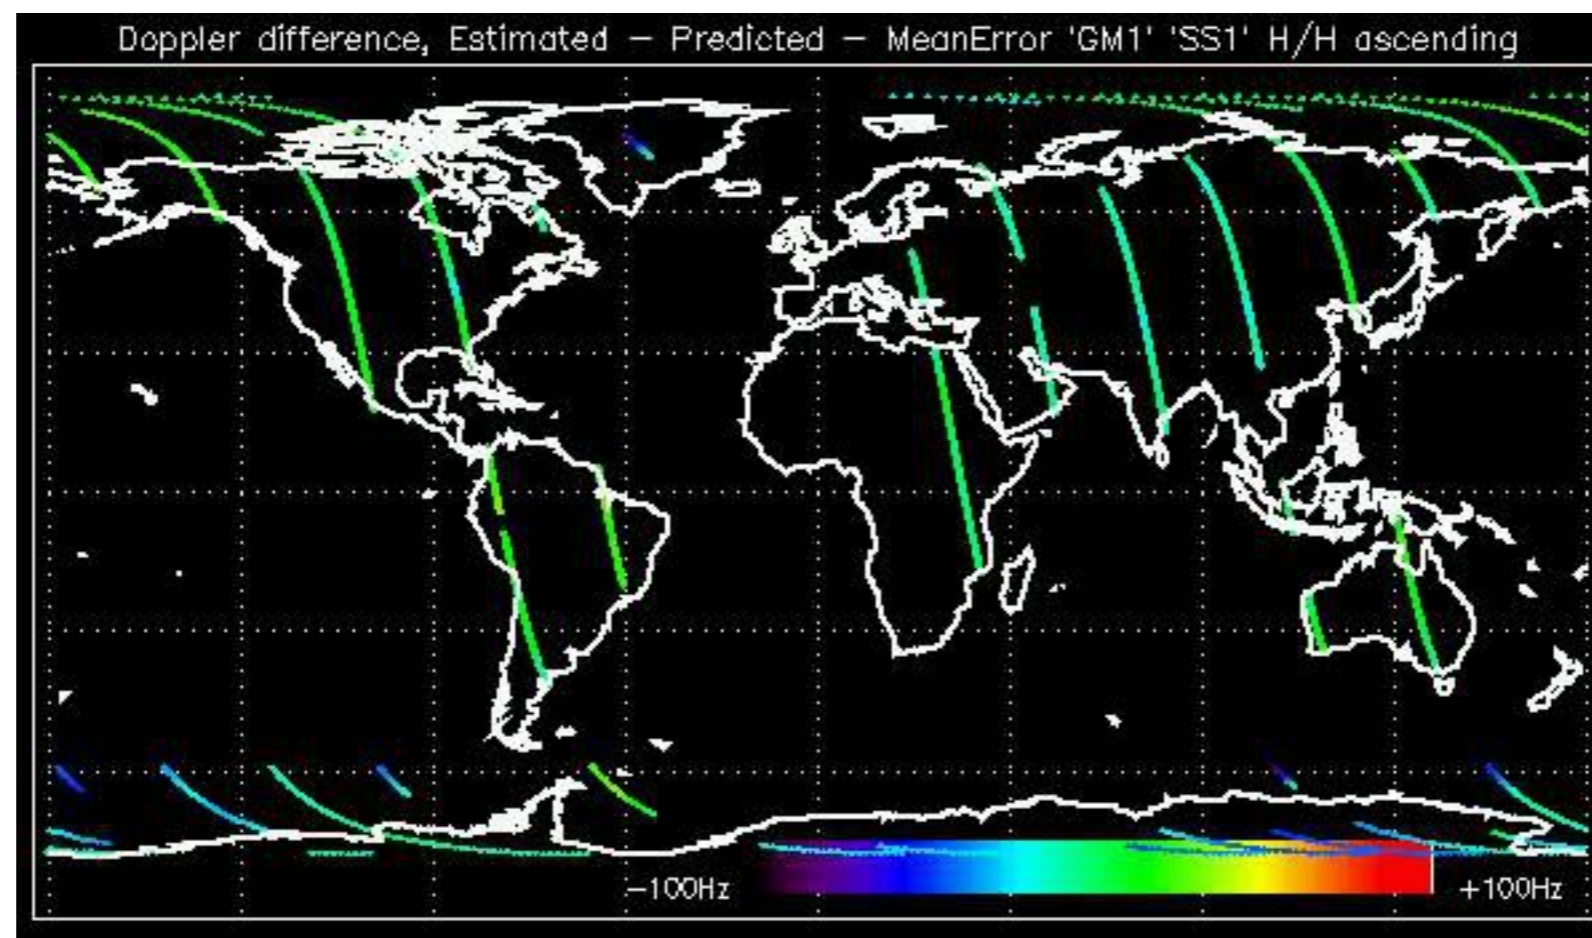 Doppler difference, Estimated − Predicted − MeanError 'GM1' 'SS1' H/H ascending
−100Hz
+100Hz